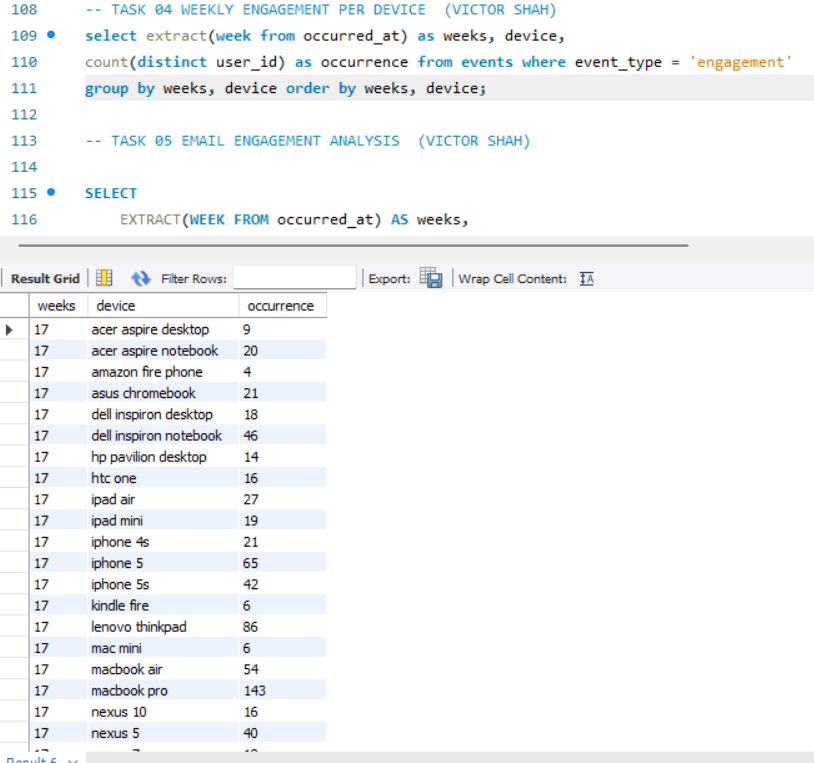 108 -- TASK 04 WEEKLY ENGAGEMENT PER DEVICE (VICTOR SHAH)
109 select extract(week from occurred_at) as weeks, device,
110 count(distinct user_id) as occurrence from events where event_type = 'engagement'
111 group by weeks, device order by weeks, device;
112
113 -- TASK 05 EMAIL ENGAGEMENT ANALYSIS (VICTOR SHAH)
114
115 SELECT
116 EXTRACT(WEEK FROM occurred_at) AS weeks,
Result Grid Filter Rows: Export: Wrap Cell Content: IA
weeks device occurrence
17 acer aspire desktop 9
17 acer aspire notebook 20
17 amazon fire phone 4
17 asus chromebook 21
17 dell inspiron desktop 18
17 dell inspiron notebook 46
17 hp pavilion desktop 14
17 htc one 16
17 ipad air 27
17 ipad mini 19
17 iphone 4s 21
17 iphone 5 65
17 iphone 5s 42
17 kindle fire 6
17 lenovo thinkpad 86
17 mac mini 6
17 macbook air 54
17 macbook pro 143
17 nexus 10 16
17 nexus 5 40